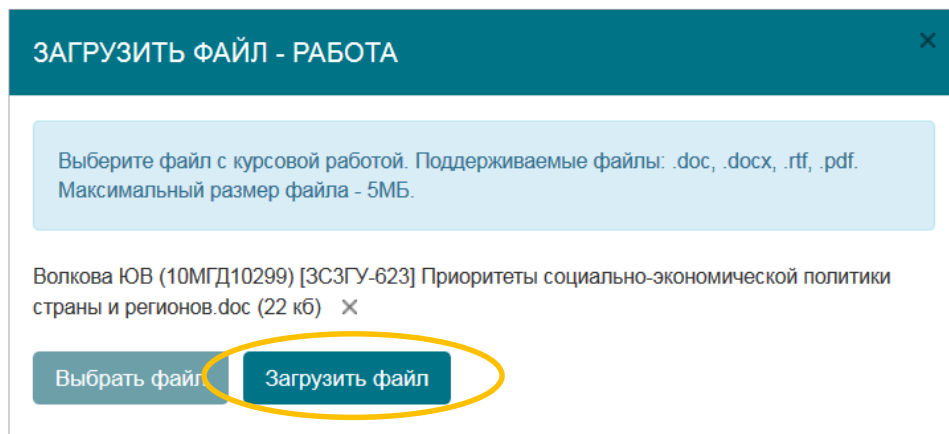 ЗАГРУЗИТЬ ФАЙЛ - РАБОТА
Выберите файл с курсовой работой. Поддерживаемые файлы: .doc, .docx, .rtf, .pdf.
Максимальный размер файла - 5МБ.
Волкова ЮВ (10МГД10299) [ЗСЗГУ-623] Приоритеты социально-экономической политики
страны и регионов.doc (22 кб) ×
Выбрать файл Загрузить файл